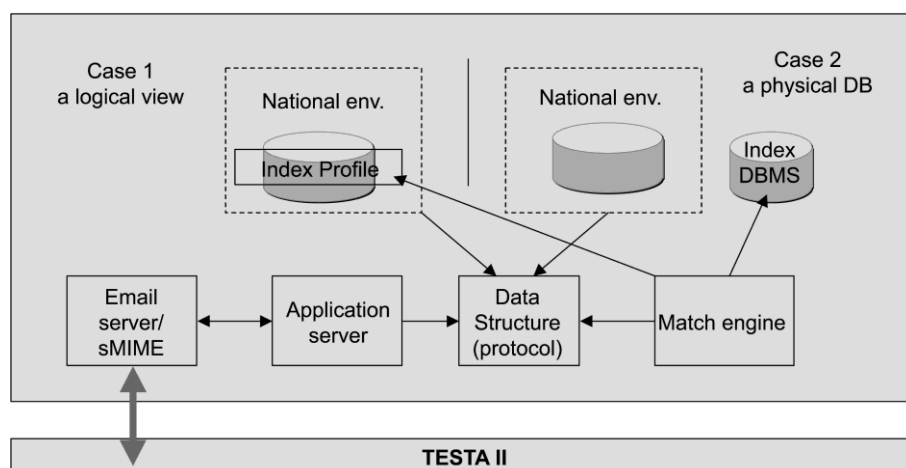 Case 1
a logical view
National env.
Index Profile
National env.
Case 2
a physical DB
Index
DBMS
Email
server/
sMIME
Application
server
Data
Structure
(protocol)
Match engine
TESTA II